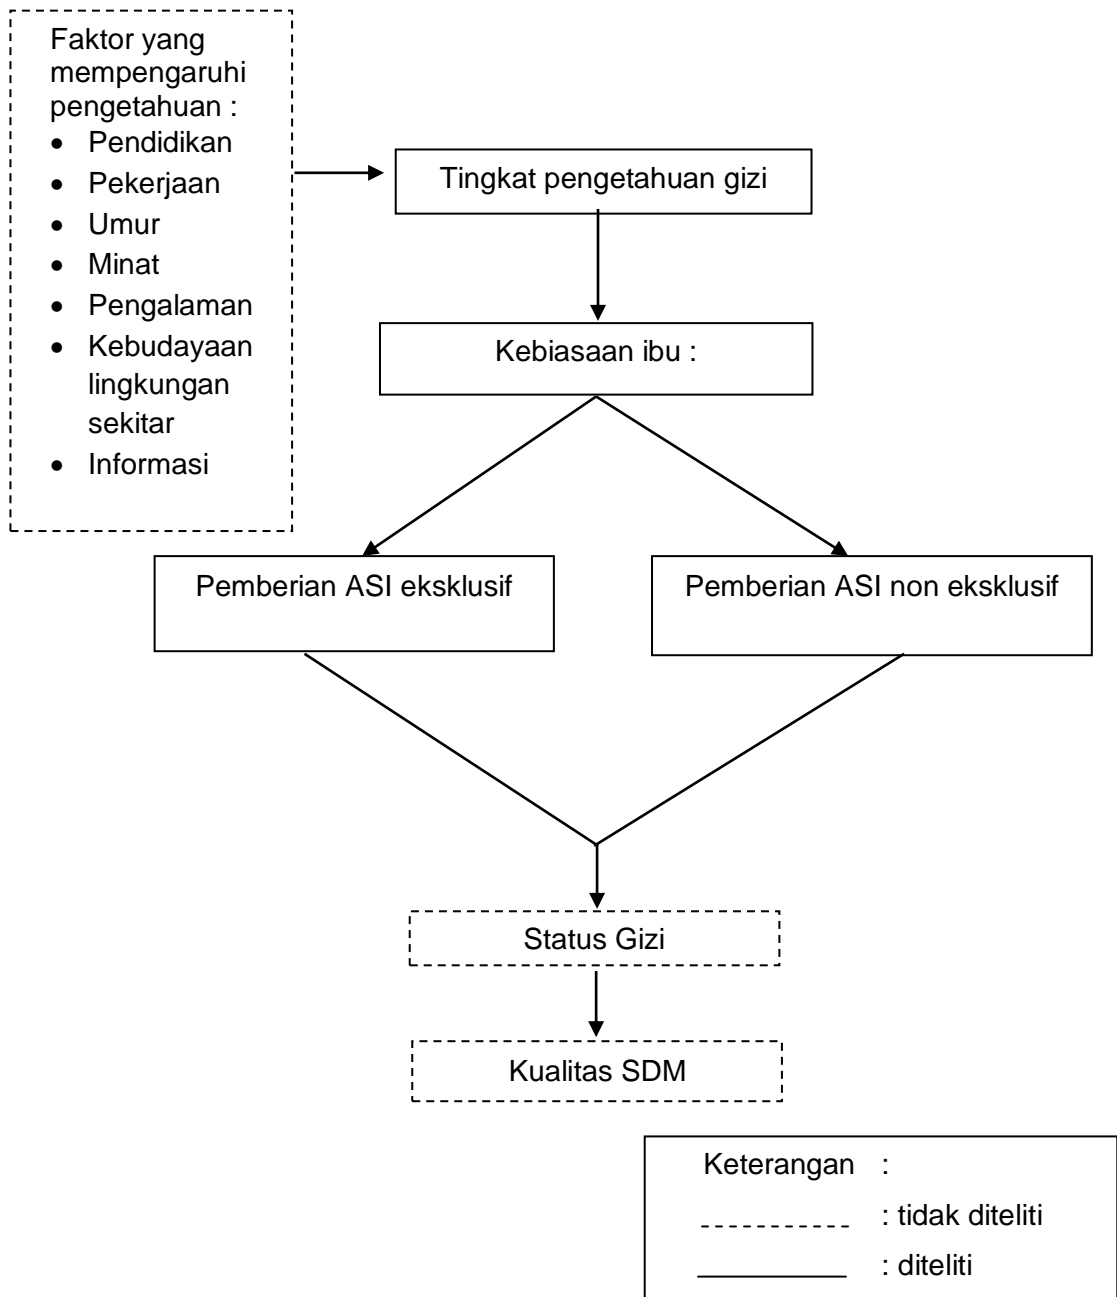 Faktor yang
mempengaruhi
pengetahuan :
• Pendidikan
• Pekerjaan
• Umur
• Minat
• Pengalaman
• Kebudayaan
lingkungan
sekitar
• Informasi
Tingkat pengetahuan gizi
Kebiasaan ibu :
Pemberian ASI eksklusif
Pemberian ASI non eksklusif
Status Gizi
Kualitas SDM
Keterangan :
: tidak diteliti
: diteliti